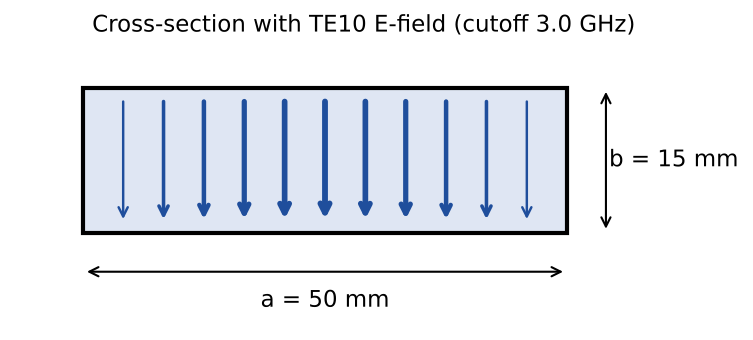 Cross-section with TE10 E-field (cutoff 3.0 GHz)
b = 15 mm
a = 50 mm